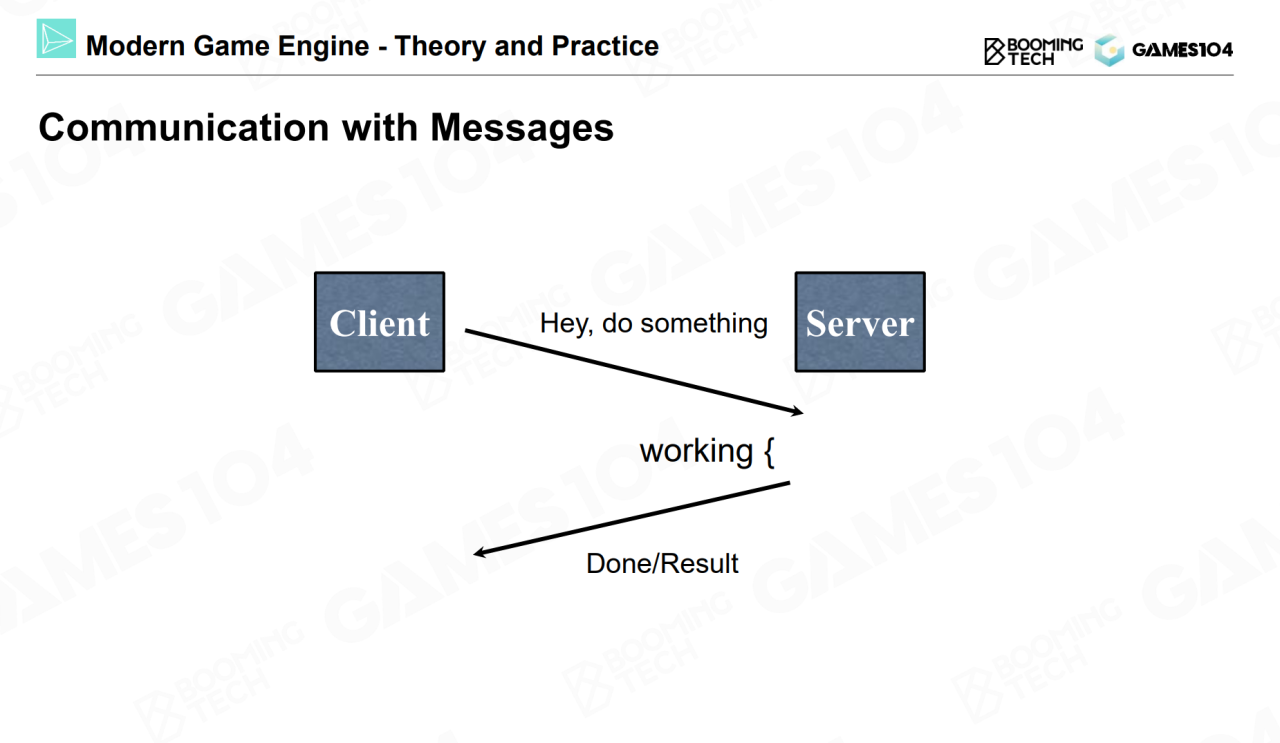 Modern Game Engine - Theory and Practice
BOOMING
TECH
GAMES104
Communication with Messages
Client
Hey, do something
Server
working {
Done/Result